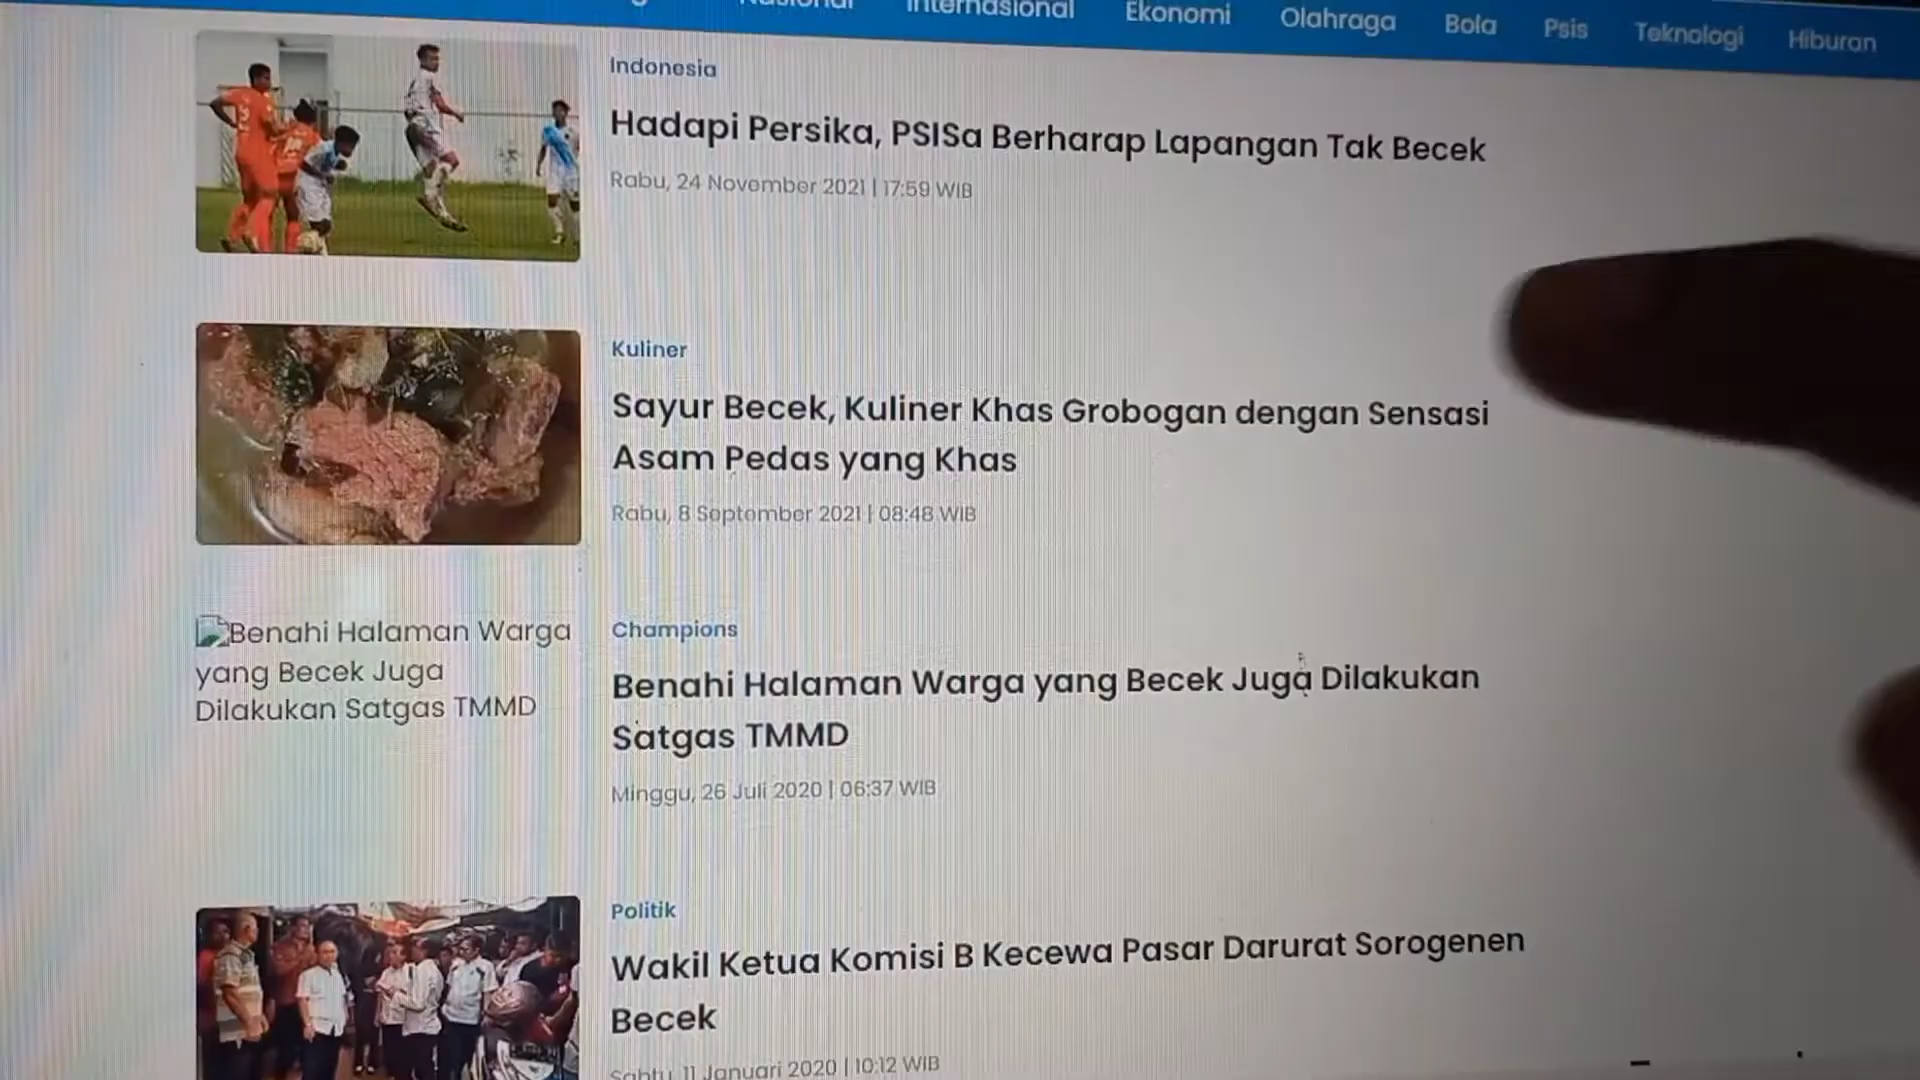 Nasional Internasional Ekonomi Olahraga Bola Psis Teknologi Hiburan
Indonesia
Hadapi Persika, PSISa Berharap Lapangan Tak Becek
Rabu, 24 November 2021 | 17:59 WIB
Kuliner
Sayur Becek, Kuliner Khas Grobogan dengan Sensasi
Asam Pedas yang Khas
Rabu, 8 September 2021 | 08:48 WIB
Benahi Halaman Warga
yang Becek Juga
Dilakukan Satgas TMMD
Champions
Benahi Halaman Warga yang Becek Juga Dilakukan
Satgas TMMD
Minggu, 26 Juli 2020 | 06:37 WIB
Politik
Wakil Ketua Komisi B Kecewa Pasar Darurat Sorogenen
Becek
Sabtu, 11 Januari 2020 | 10:12 WIB